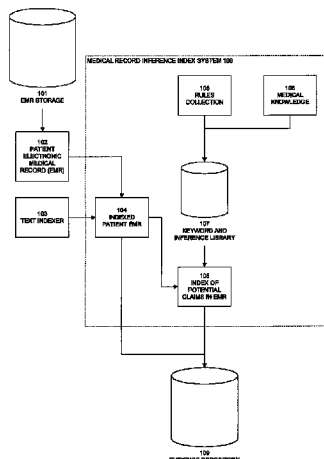 MEDICAL RECORD INFERENCE INDEX SYSTEM 100
101
EMR STORAGE
105
RULES
COLLECTION
106
MEDICAL
KNOWLEDGE
102
PATIENT
ELECTRONIC
MEDICAL
RECORD (EMR)
103
TEXT INDEXER
104
INDEXED
PATIENT EMR
107
KEYWORD AND
INFERENCE LIBRARY
108
INDEX OF
POTENTIAL
CLAIMS IN EMR
109
EVIDENCE REPOSITORY